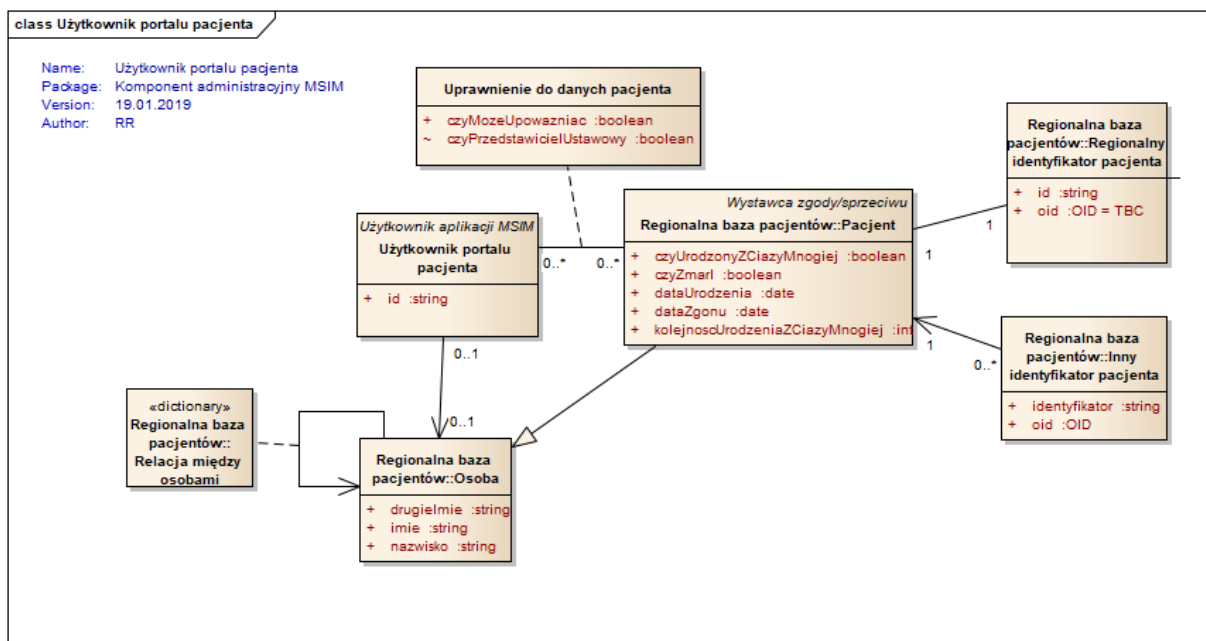 class Użytkownik portalu pacjenta
Name: Użytkownik portalu pacjenta
Package: Komponent administracyjny MSIM
Version: 19.01.2019
Author: RR
Uprawnienie do danych pacjenta
+ czyMozeUpowazniac :boolean
~ czyPrzedstawicielUstawowy :boolean
Regionalna baza
pacjentów::Regionalny
identyfikator pacjenta
+ id :string
+ oid :OID = TBC
Użytkownik aplikacji MSIM
Użytkownik portalu
pacjenta
+ id :string
Wystawca zgody/sprzeciwu
Regionalna baza pacjentów::Pacjent
+ czyUrodzonyZCiazyMnogiej :boolean
+ czyZmarl :boolean
+ dataUrodzenia :date
+ dataZgonu :date
+ kolejnoscUrodzeniaZCiazyMnogiej :int
0..*
0..*
1
1
1
0..*
Regionalna baza
pacjentów::Inny
identyfikator pacjenta
+ identyfikator :string
+ oid :OID
0..1
0..1
«dictionary»
Regionalna baza
pacjentów::
Relacja między
osobami
Regionalna baza
pacjentów::Osoba
+ drugieImie :string
+ imie :string
+ nazwisko :string